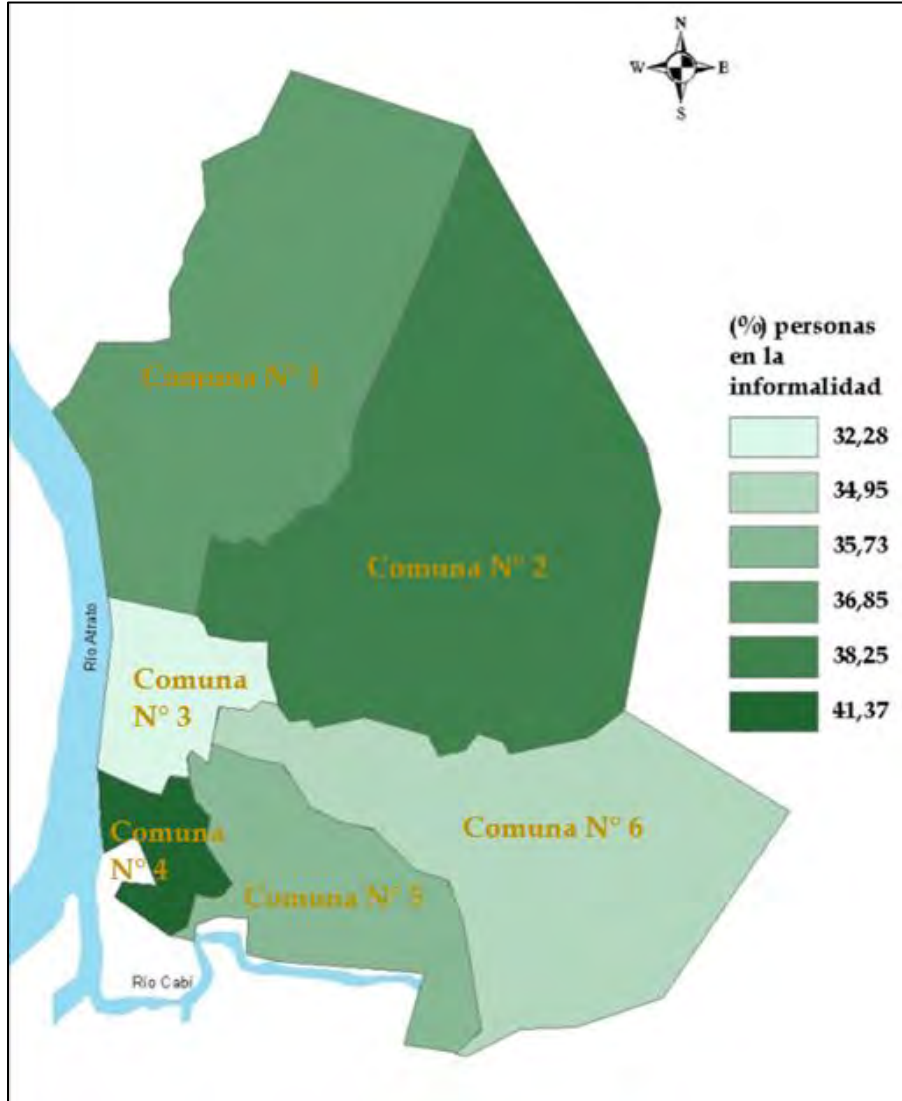 N
W E
S
(%) personas
en la
informalidad
32,28
34,95
35,73
36,85
38,25
41,37
Comuna N° 1
Comuna N° 2
Río Atrato
Comuna
N° 3
Comuna N° 6
Comuna
N° 4
Comuna N° 5
Río Cabí